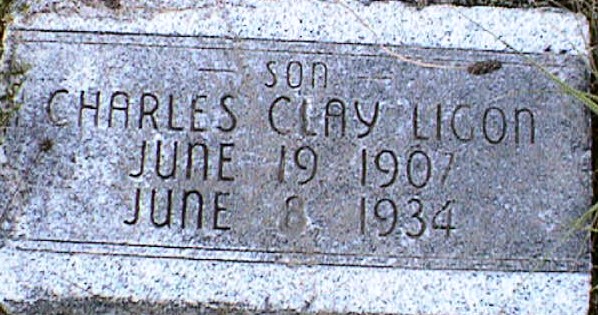 — SON —
CHARLES CLAY LIGON
JUNE 19 1907
JUNE 8 1934